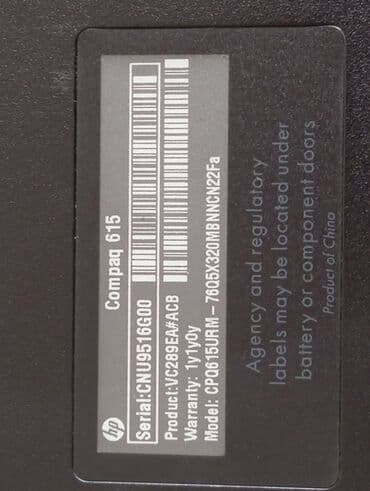 hp Compaq 615
Serial:CNU9516G00
Product:VC289EA#ACB
Warranty: 1y1y0y
Model: CPQ615URM – 76Q5X320MBNNCN22Fa
Agency and regulatory
labels may be located under
battery or component doors
Product of China